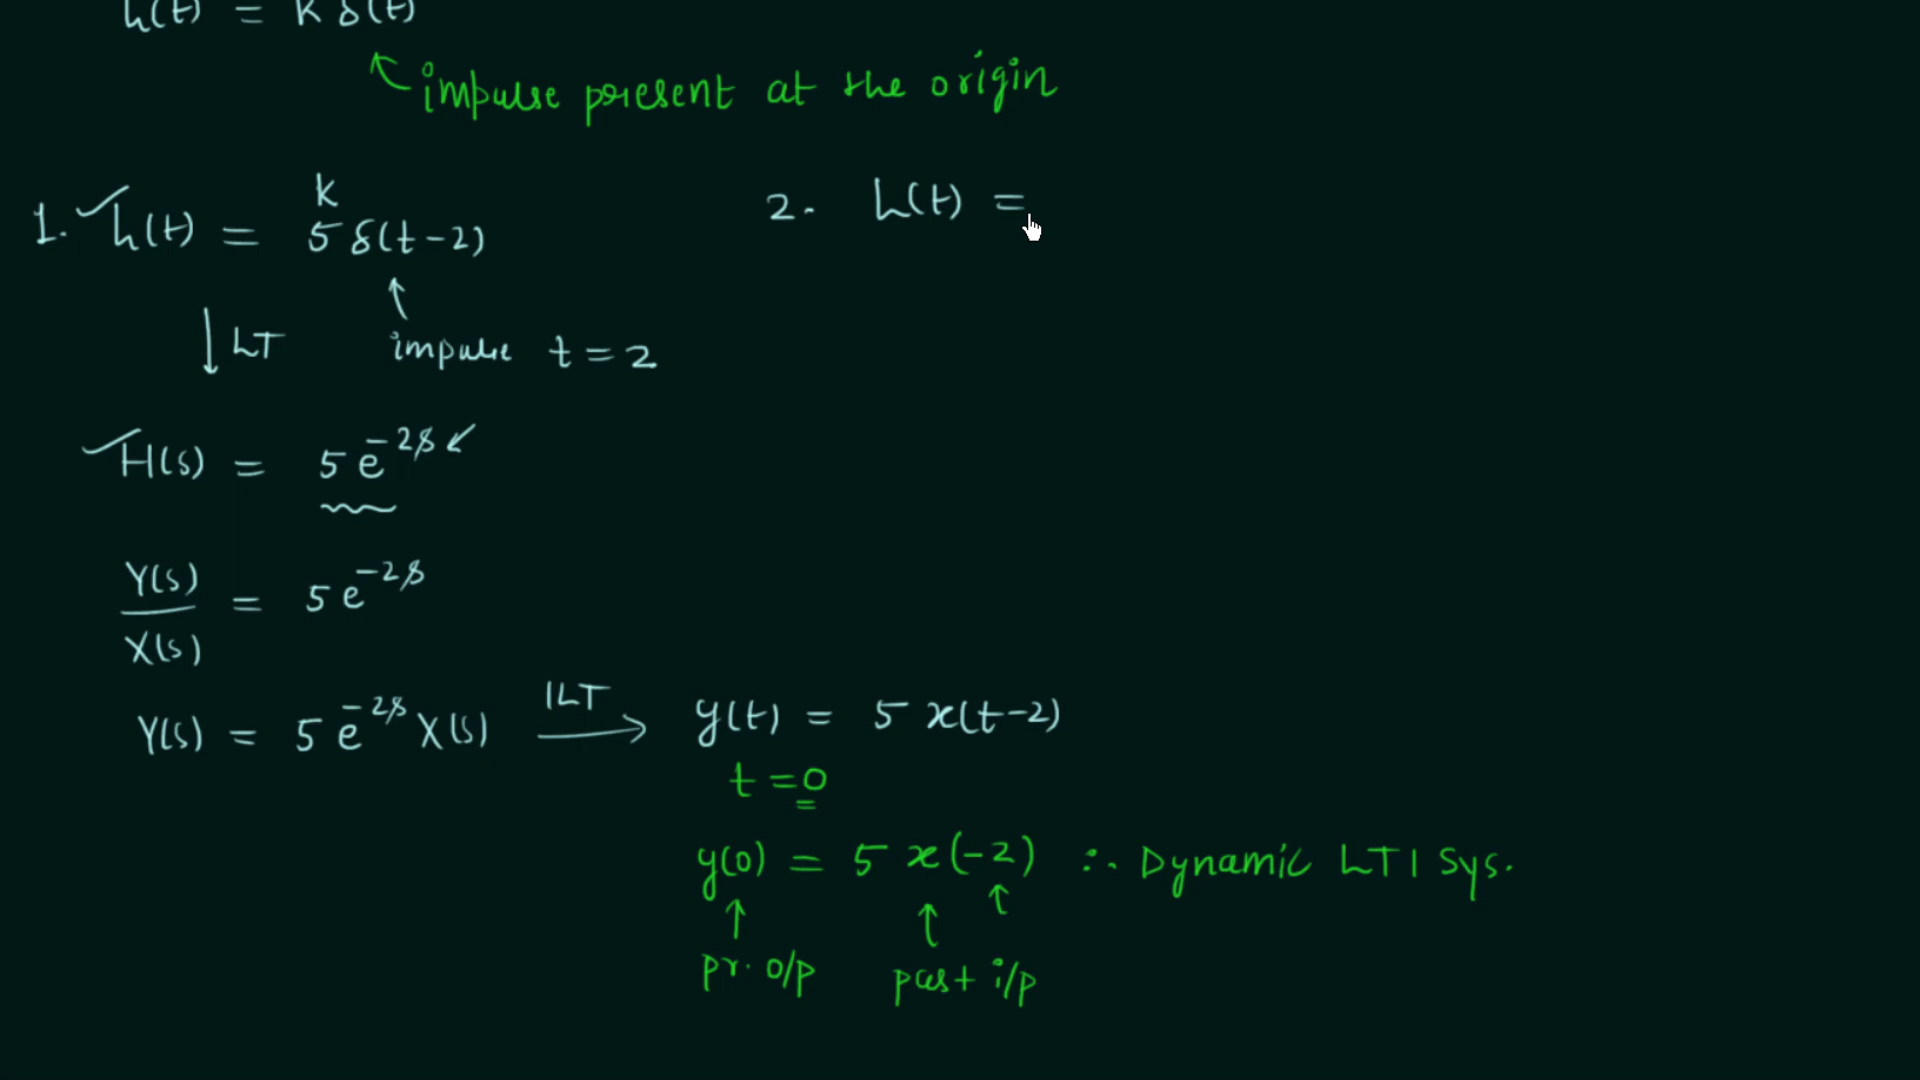 h(t) = k δ(t)
impulse present at the origin
1. h(t) = 5 δ(t-2)
k
↓ LT
impulse t = 2
H(s) = 5 e^-2s
Y(s)/X(s) = 5 e^-2s
Y(s) = 5 e^-2s X(s) ILT → y(t) = 5 x(t-2)
t = 0
y(0) = 5 x(-2) ∴ Dynamic LTI Sys.
pr. o/p past i/p
2. h(t) =